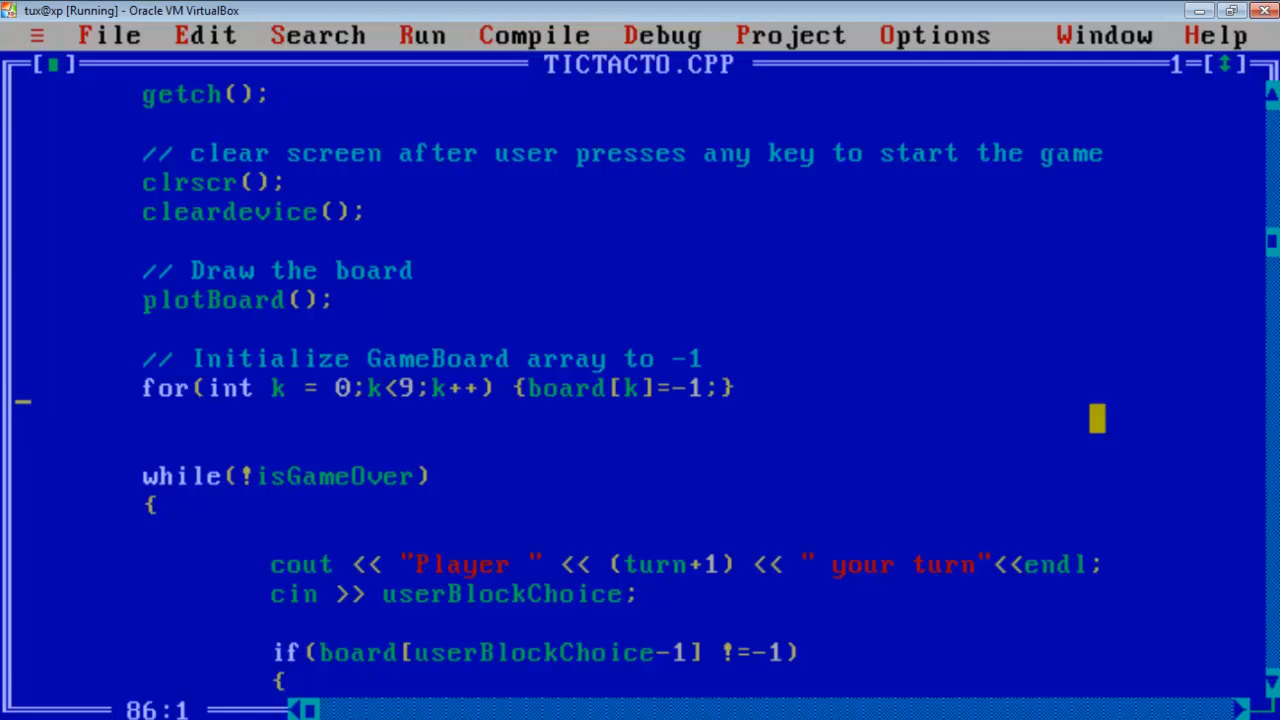 tux@xp [Running] - Oracle VM VirtualBox
≡ File Edit Search Run Compile Debug Project Options Window Help
[■] TICTACTO.CPP 1=[↕]
getch();
// clear screen after user presses any key to start the game
clrscr();
cleardevice();
// Draw the board
plotBoard();
// Initialize GameBoard array to -1
for(int k = 0;k<9;k++) {board[k]=-1;}
while(!isGameOver)
{
cout << "Player " << (turn+1) << " your turn"<<endl;
cin >> userBlockChoice;
if(board[userBlockChoice-1] !=-1)
{
86:1